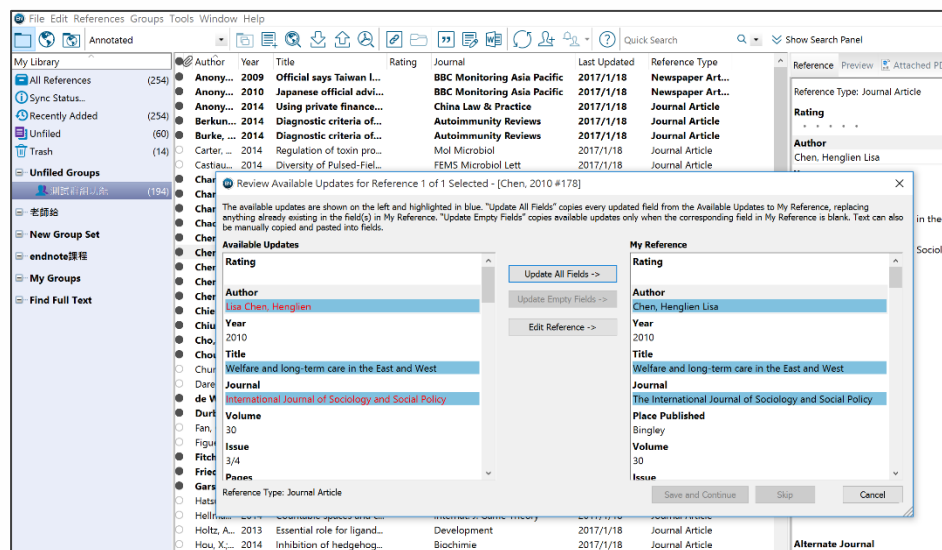 File Edit References Groups Tools Window Help
Annotated
Quick Search
Show Search Panel
My Library
All References (254)
Sync Status...
Recently Added (254)
Unfiled (60)
Trash (14)
Unfiled Groups
(194)
老師給
New Group Set
endnote課程
My Groups
Find Full Text
Author Year Title Rating Journal Last Updated Reference Type
Anony... 2009 Official says Taiwan l... BBC Monitoring Asia Pacific 2017/1/18 Newspaper Art...
Anony... 2010 Japanese official advi... BBC Monitoring Asia Pacific 2017/1/18 Newspaper Art...
Anony... 2014 Using private finance... China Law & Practice 2017/1/18 Journal Article
Berkun... 2014 Diagnostic criteria of... Autoimmunity Reviews 2017/1/18 Journal Article
Burke, ... 2014 Diagnostic criteria of... Autoimmunity Reviews 2017/1/18 Journal Article
Carter, ... 2014 Regulation of toxin pro... Mol Microbiol 2017/1/18 Journal Article
Castiau... 2014 Diversity of Pulsed-Fiel... FEMS Microbiol Lett 2017/1/18 Journal Article
Reference Preview Attached PD
Reference Type: Journal Article
Rating
Author
Chen, Henglien Lisa
in the
Sociol
Review Available Updates for Reference 1 of 1 Selected - [Chen, 2010 #178]
The available updates are shown on the left and highlighted in blue. "Update All Fields" copies every updated field from the Available Updates to My Reference, replacing
anything already existing in the field(s) in My Reference. "Update Empty Fields" copies available updates only when the corresponding field in My Reference is blank. Text can also
be manually copied and pasted into fields.
Available Updates
Rating
Author
Lisa Chen, Henglien
Year
2010
Title
Welfare and long-term care in the East and West
Journal
International Journal of Sociology and Social Policy
Volume
30
Issue
3/4
Pages
Reference Type: Journal Article
Update All Fields ->
Update Empty Fields ->
Edit Reference ->
My Reference
Rating
Author
Chen, Henglien Lisa
Year
2010
Title
Welfare and long-term care in the East and West
Journal
The International Journal of Sociology and Social Policy
Place Published
Bingley
Volume
30
Issue
Save and Continue
Skip
Cancel
Holtz, A... 2013 Essential role for ligand... Development 2017/1/18 Journal Article
Hou, X.;... 2014 Inhibition of hedgehog... Biochimie 2017/1/18 Journal Article
Alternate Journal